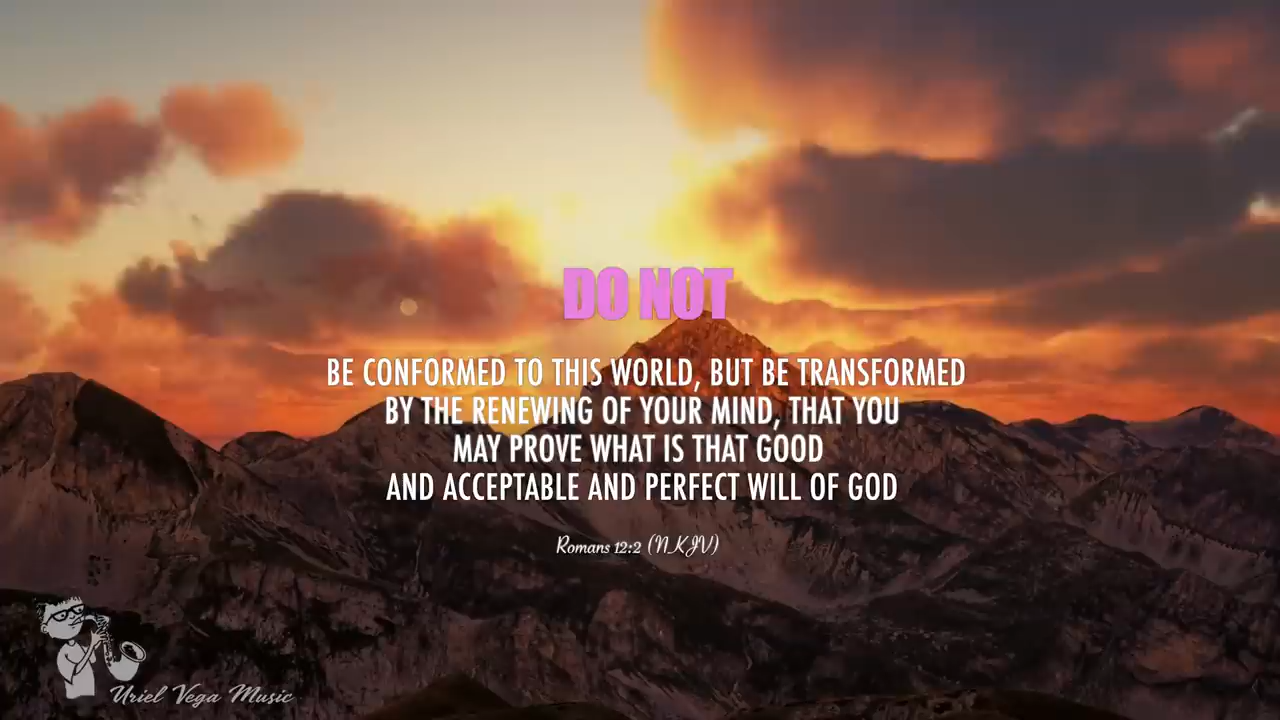 DO NOT
BE CONFORMED TO THIS WORLD, BUT BE TRANSFORMED
BY THE RENEWING OF YOUR MIND, THAT YOU
MAY PROVE WHAT IS THAT GOOD
AND ACCEPTABLE AND PERFECT WILL OF GOD
Romans 12:2 (NKJV)
Uriel Vega Music